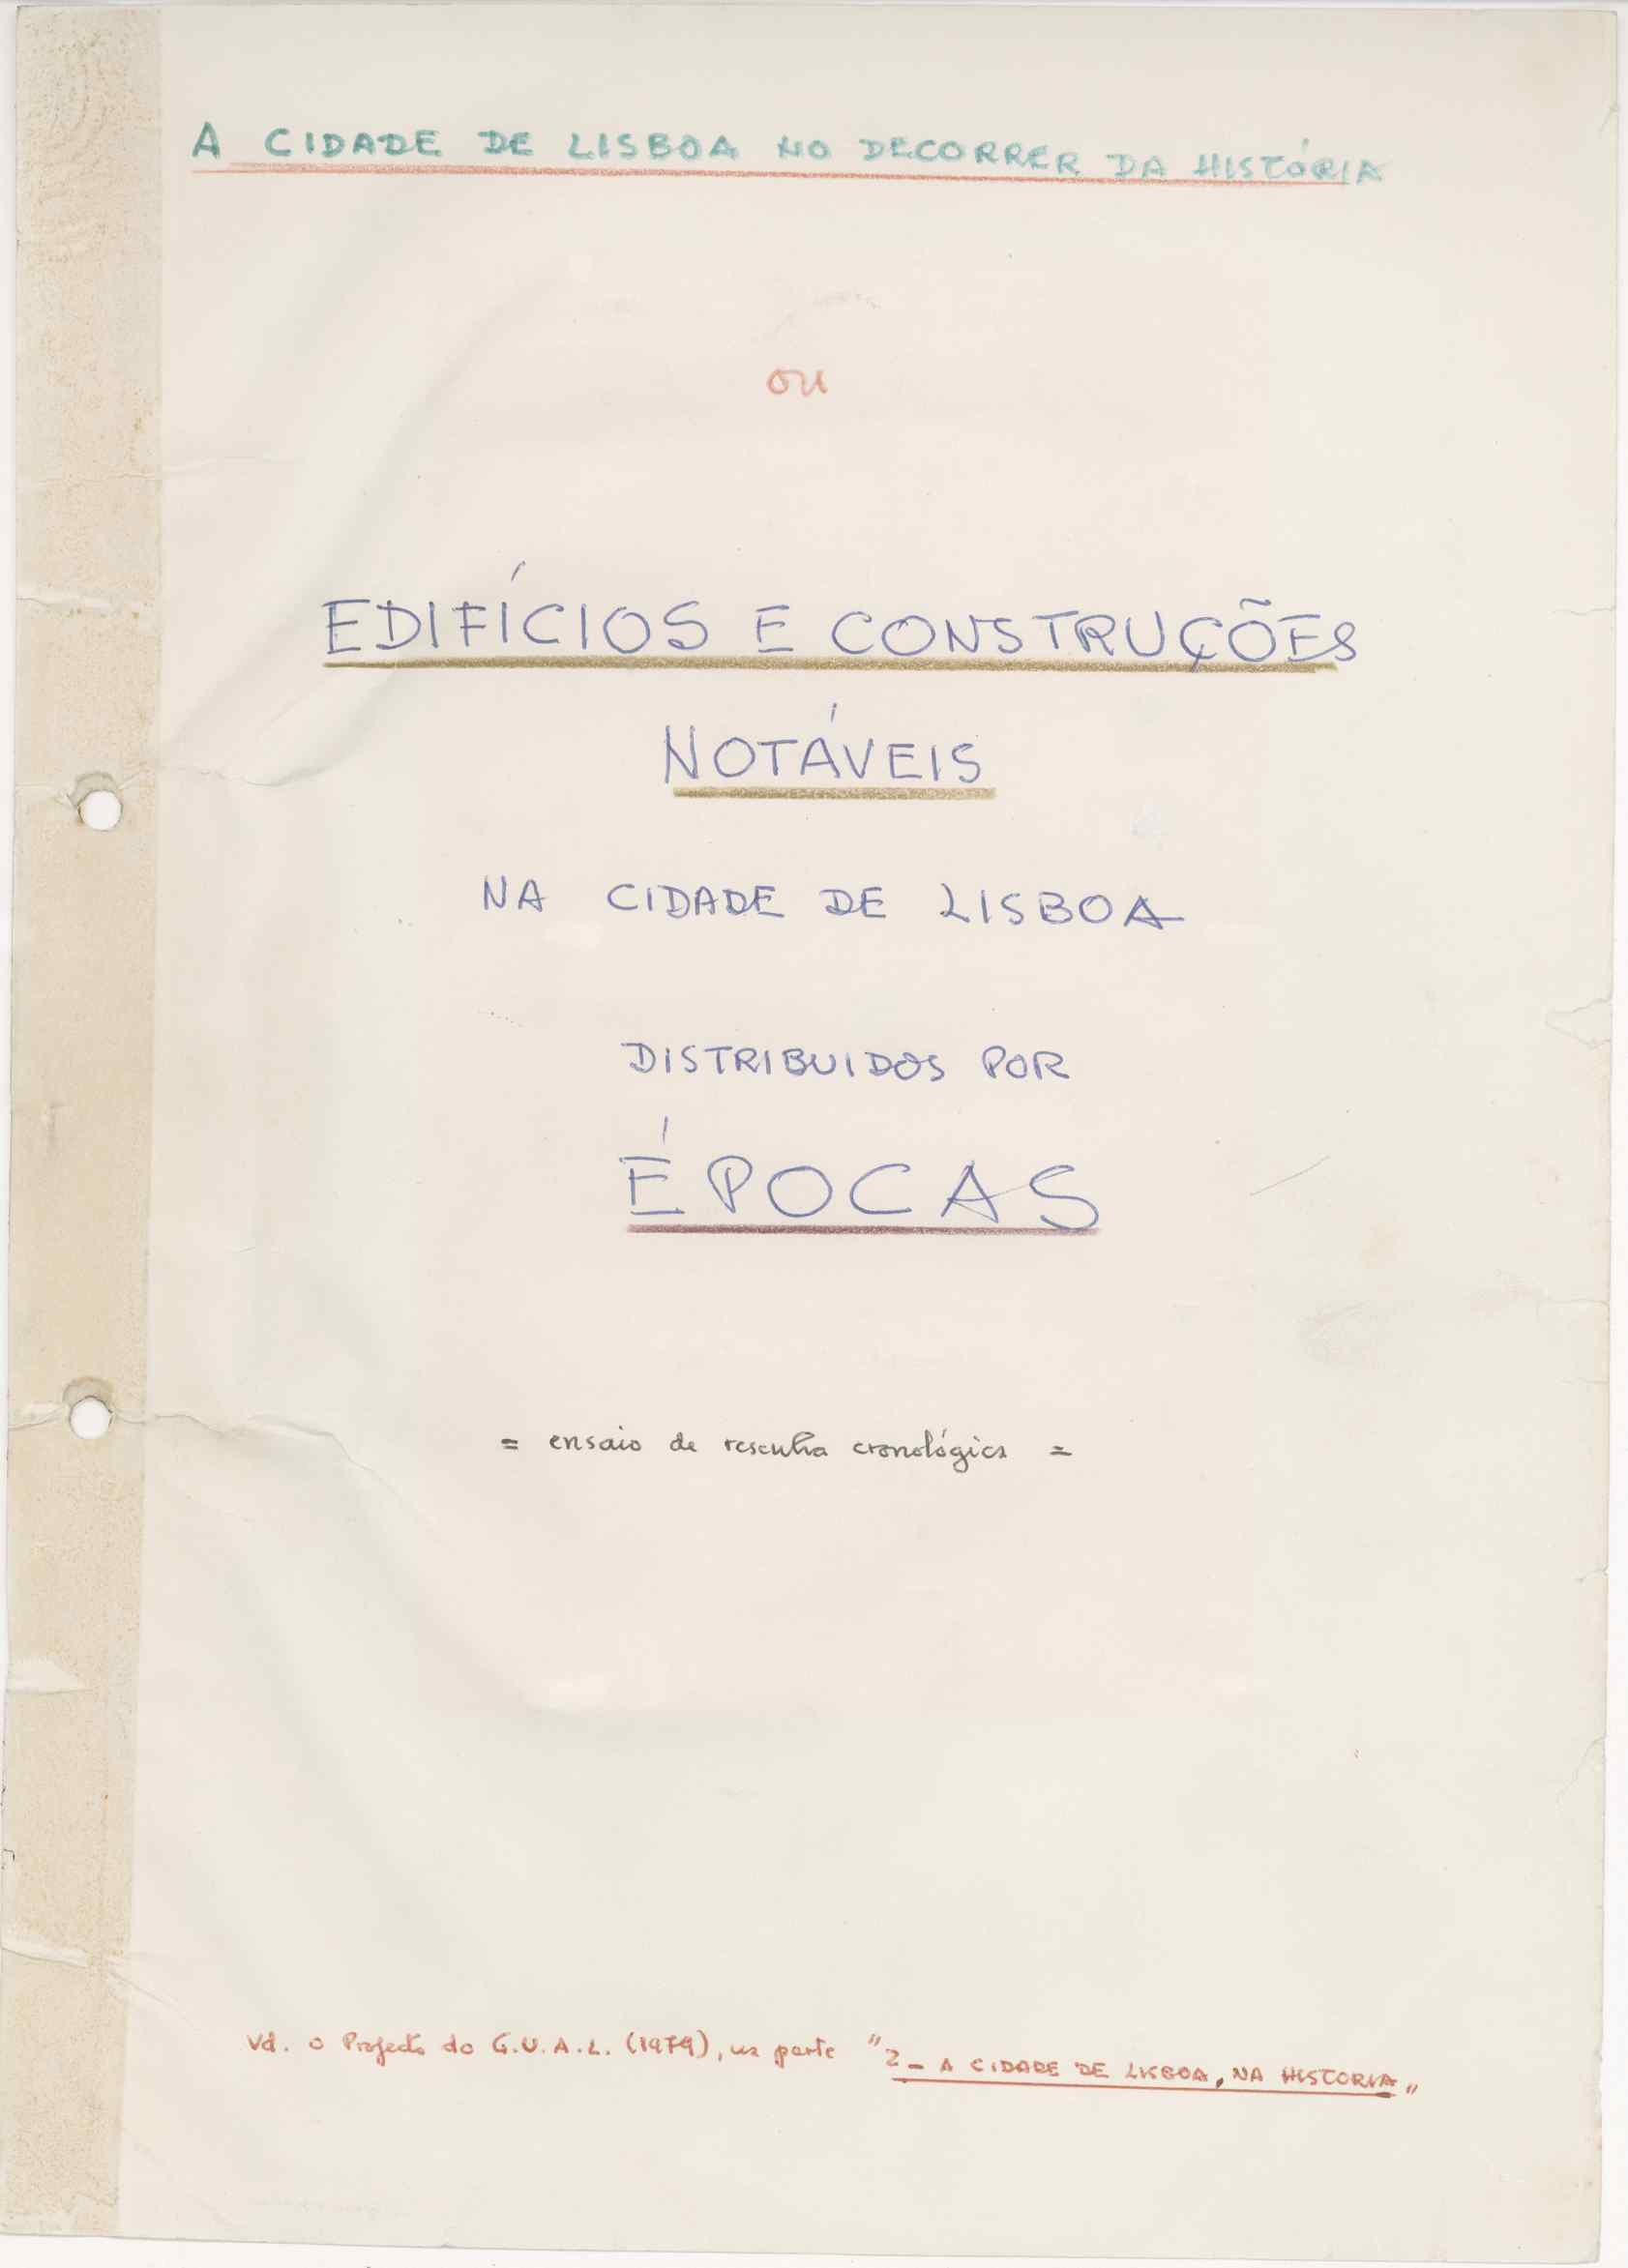 A CIDADE DE LISBOA NO DECORRER DA HISTÓRIA
ou
EDIFÍCIOS E CONSTRUÇÕES
NOTÁVEIS
NA CIDADE DE LISBOA
DISTRIBUIDOS POR
ÉPOCAS
= ensaio de resenha cronológica =
Vd. o Projecto do G.U.A.L. (1979), na parte "2 - A CIDADE DE LISBOA, NA HISTORIA"